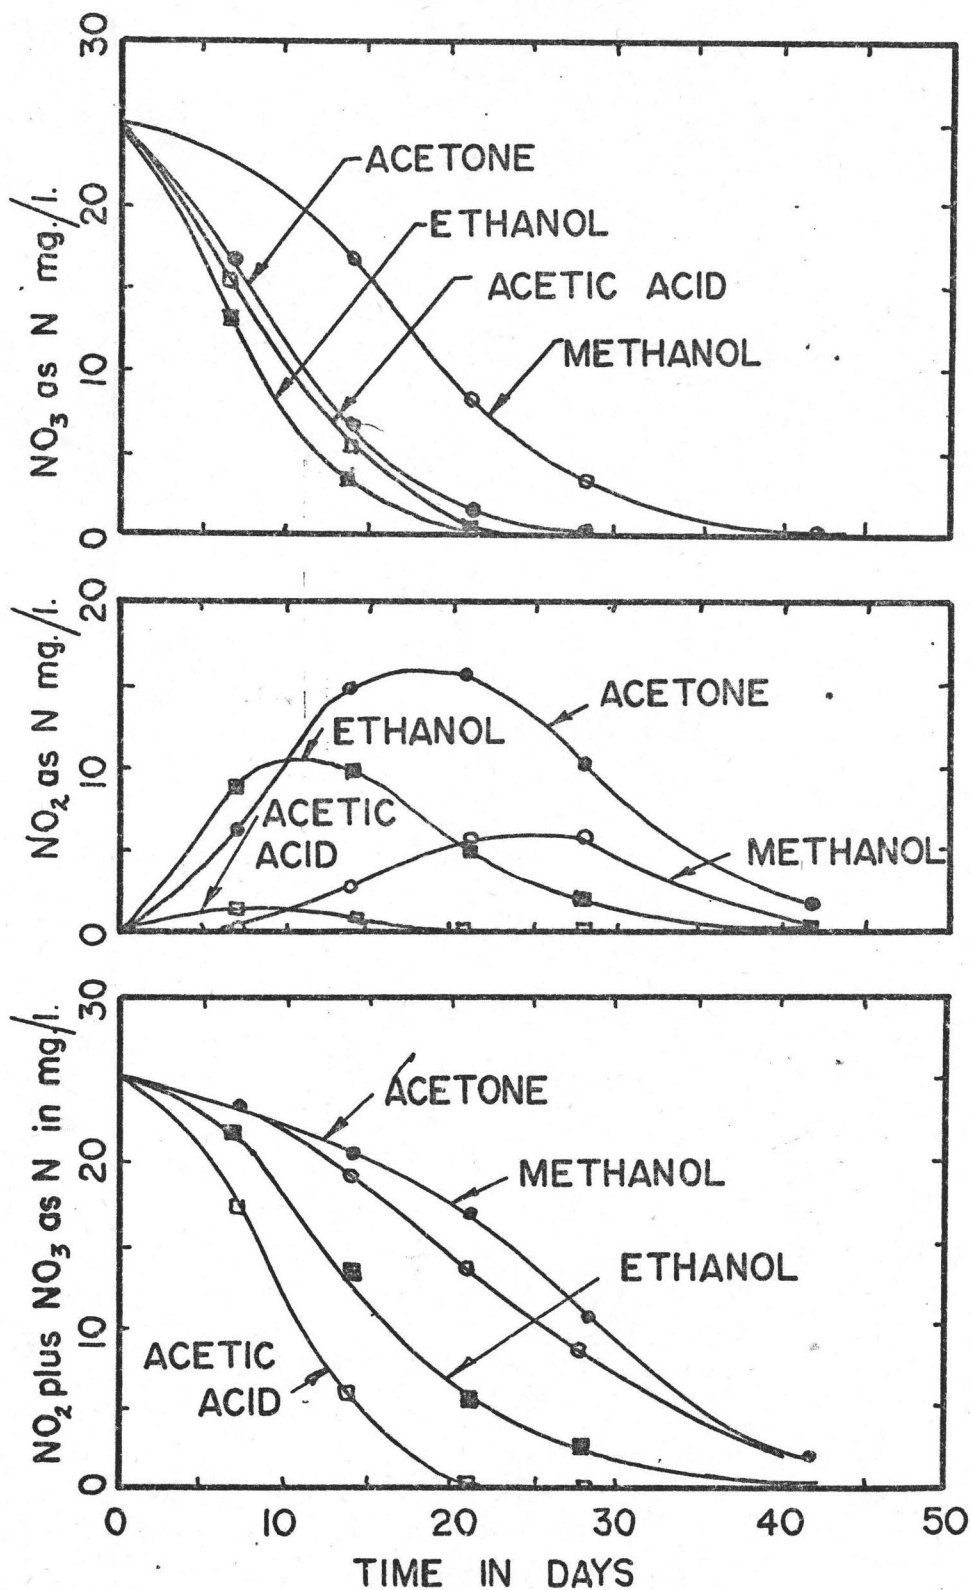 30
20
10
0
NO₃ as N mg./l.
ACETONE
ETHANOL
ACETIC ACID
METHANOL
20
10
0
NO₂ as N mg./l.
ACETONE
ETHANOL
ACETIC
ACID
METHANOL
30
20
10
0
NO₂ plus NO₃ as N in mg/l.
ACETONE
METHANOL
ETHANOL
ACETIC
ACID
0 10 20 30 40 50
TIME IN DAYS